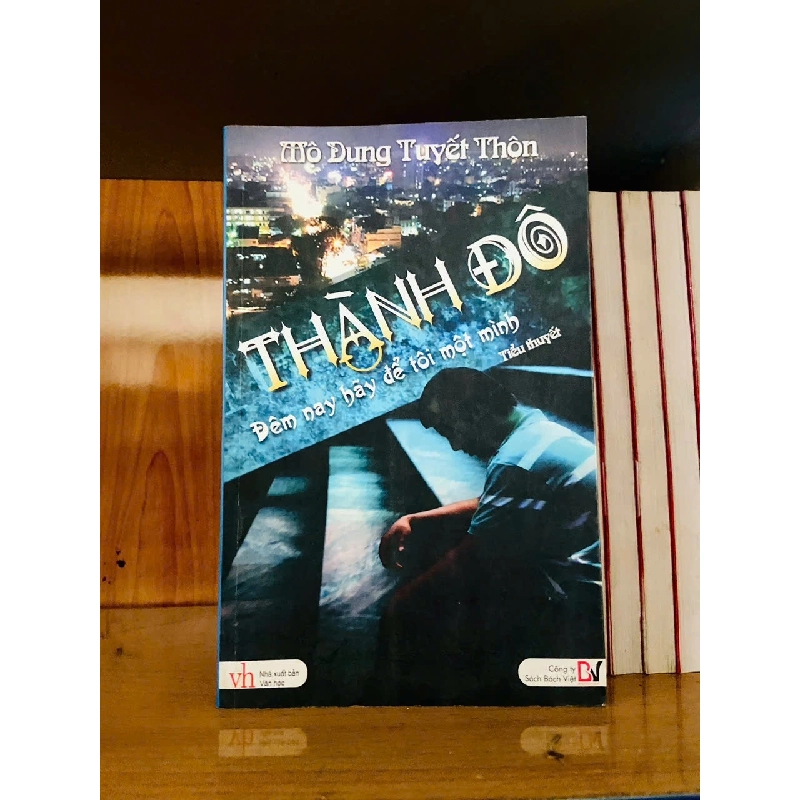 Mộ Dung Tuyết Thôn
THÀNH ĐÔ
Đêm nay hãy để tôi một mình
Tiểu thuyết
vh Nhà xuất bản
Văn học
Công ty
Sách Bách Việt BV